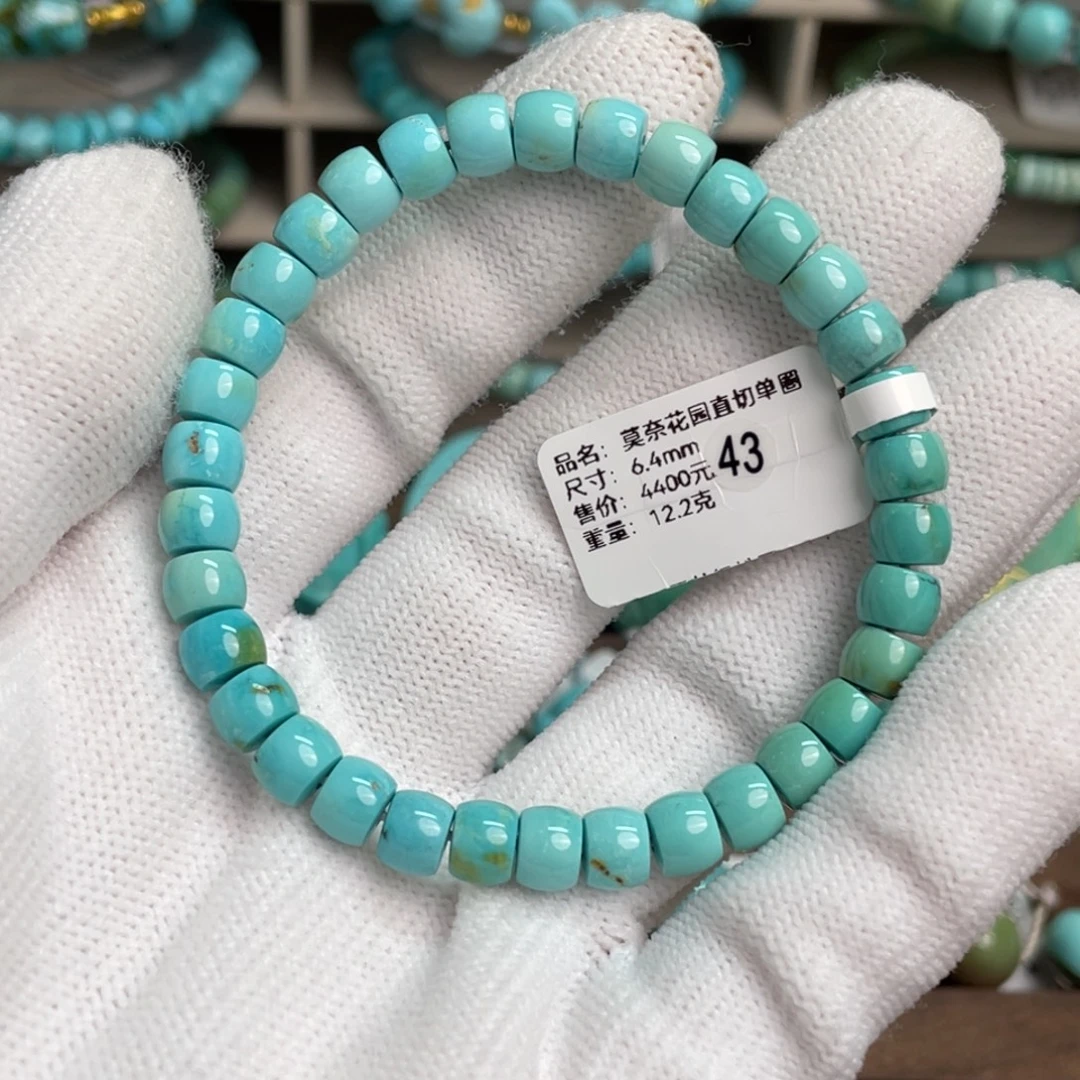 品名: 莫奈花园直切单圈
尺寸: 6.4mm
售价: 4400元
重量: 12.2克
43